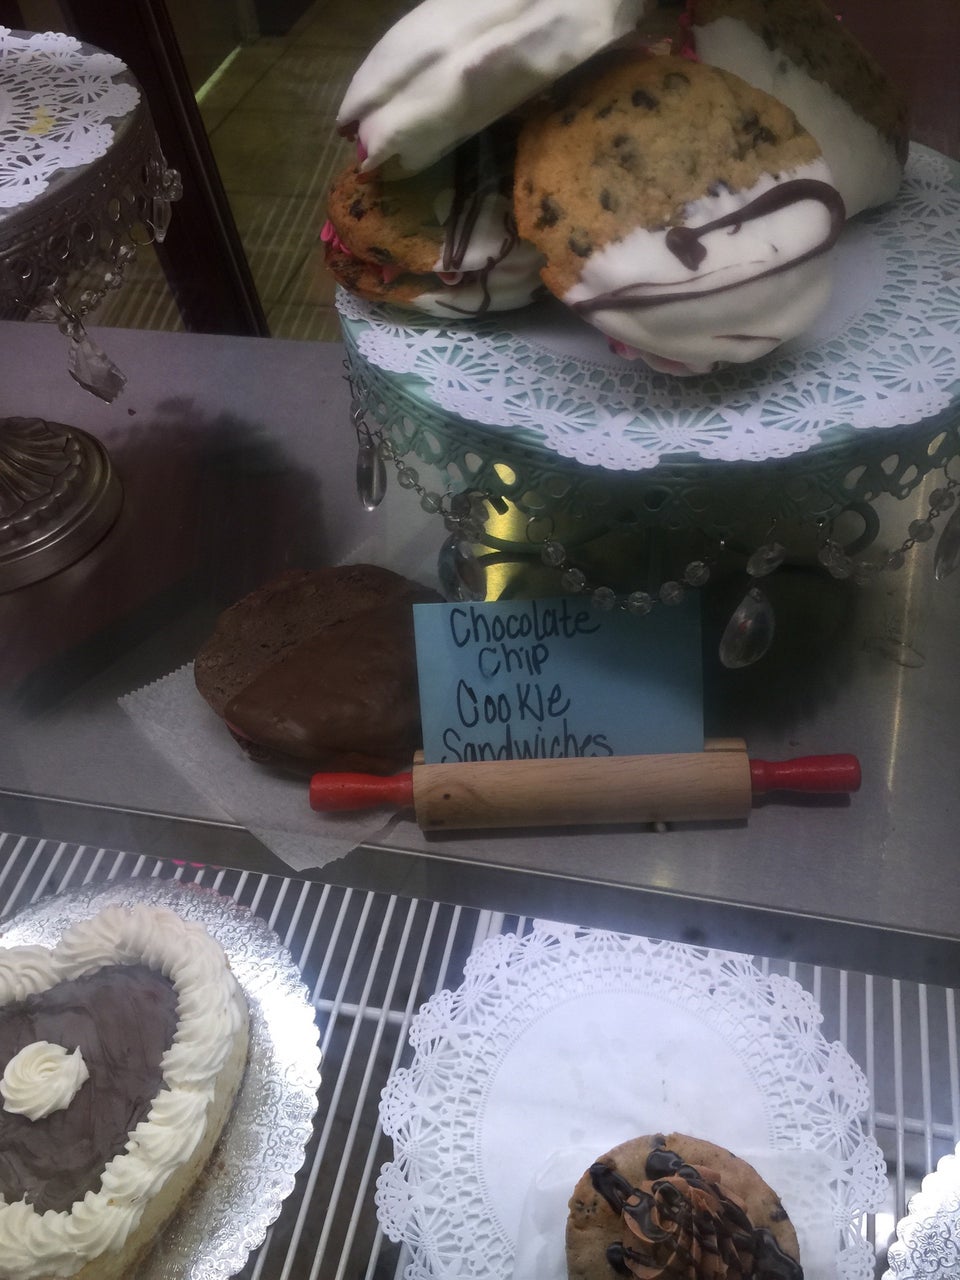 Chocolate
Chip
Cookie
Sandwiches